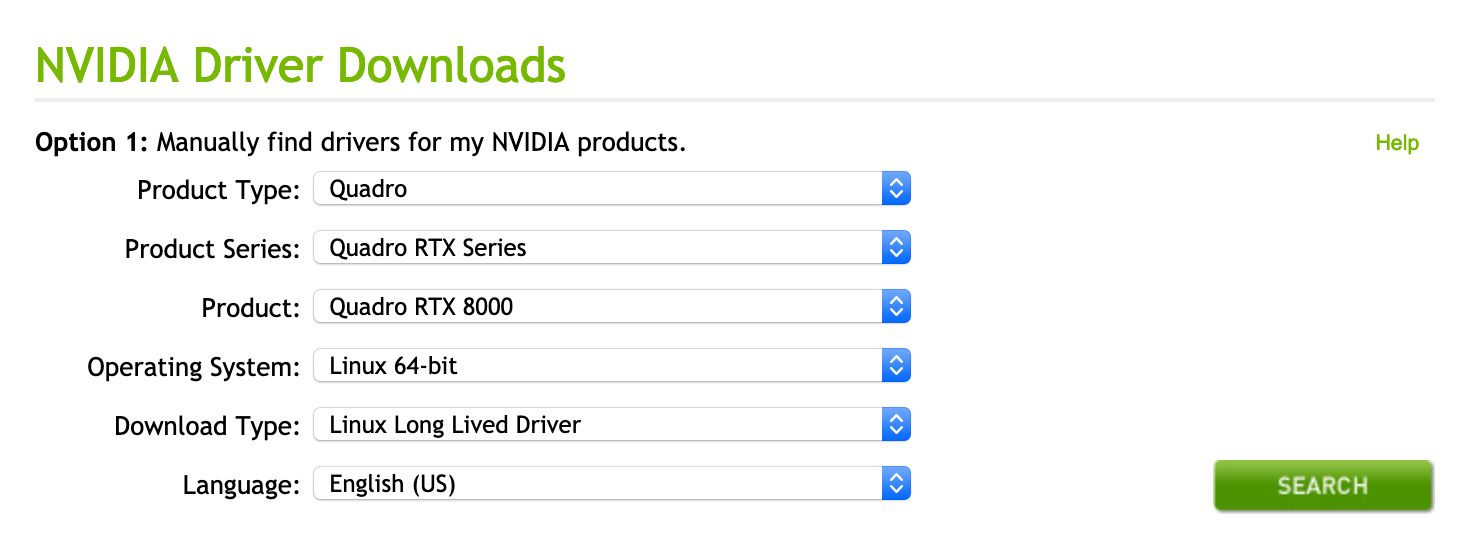 NVIDIA Driver Downloads
Option 1: Manually find drivers for my NVIDIA products. Help
Product Type: Quadro
Product Series: Quadro RTX Series
Product: Quadro RTX 8000
Operating System: Linux 64-bit
Download Type: Linux Long Lived Driver
Language: English (US)
SEARCH